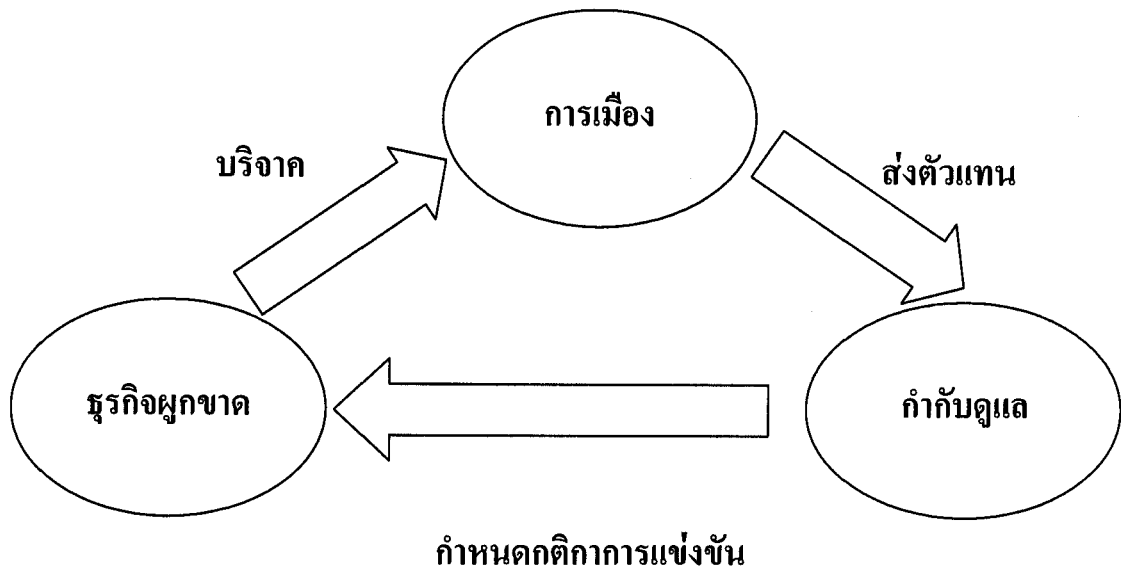 การเมือง
บริจาค
ส่งตัวแทน
ธุรกิจผูกขาด
กำกับดูแล
กำหนดกติกาการแข่งขัน